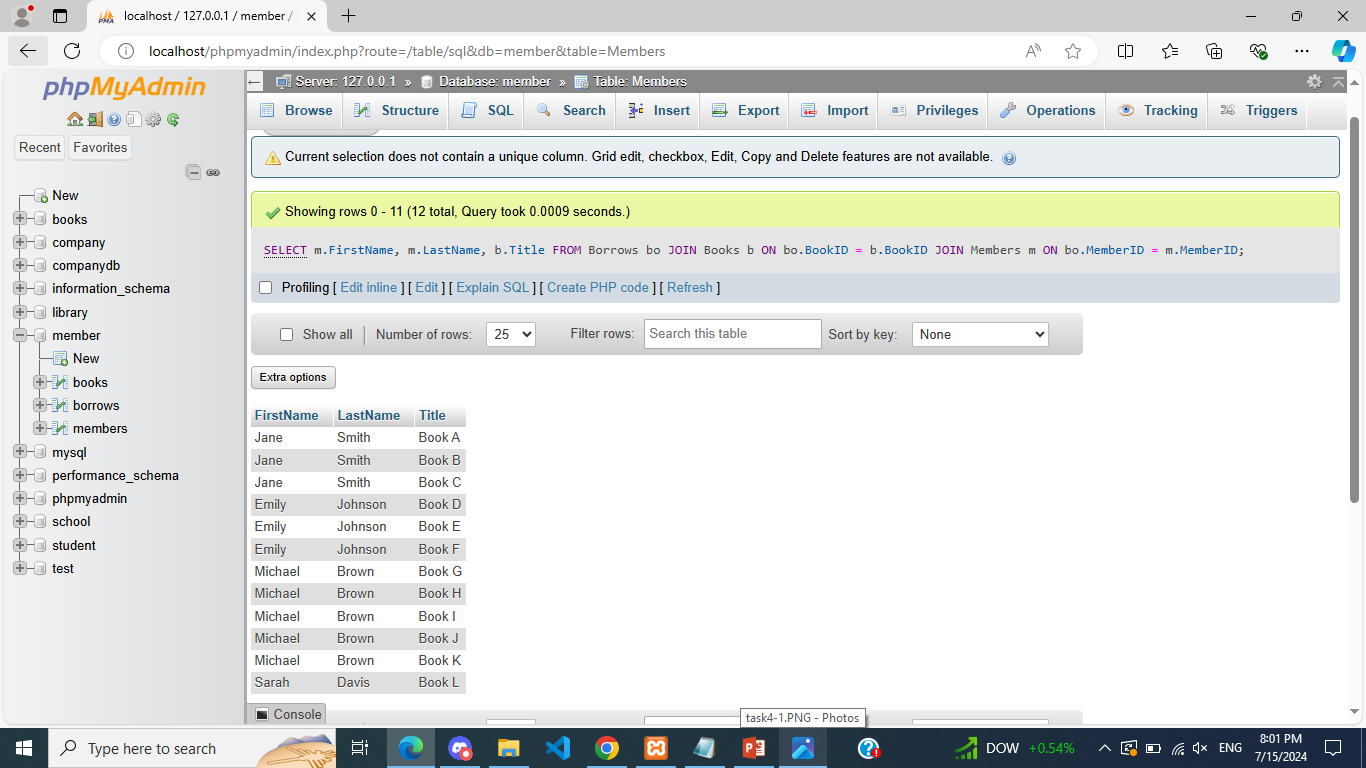 localhost / 127.0.0.1 / member /
localhost/phpmyadmin/index.php?route=/table/sql&db=member&table=Members
phpMyAdmin
Recent
Favorites
New
books
company
companydb
information_schema
library
member
New
books
borrows
members
mysql
performance_schema
phpmyadmin
school
student
test
Server: 127.0.0.1 » Database: member » Table: Members
Browse Structure SQL Search Insert Export Import Privileges Operations Tracking Triggers
Current selection does not contain a unique column. Grid edit, checkbox, Edit, Copy and Delete features are not available.
Showing rows 0 - 11 (12 total, Query took 0.0009 seconds.)
SELECT m.FirstName, m.LastName, b.Title FROM Borrows bo JOIN Books b ON bo.BookID = b.BookID JOIN Members m ON bo.MemberID = m.MemberID;
Profiling [ Edit inline ] [ Edit ] [ Explain SQL ] [ Create PHP code ] [ Refresh ]
Show all | Number of rows: 25 Filter rows: Search this table Sort by key: None
Extra options
FirstName LastName Title
Jane Smith Book A
Jane Smith Book B
Jane Smith Book C
Emily Johnson Book D
Emily Johnson Book E
Emily Johnson Book F
Michael Brown Book G
Michael Brown Book H
Michael Brown Book I
Michael Brown Book J
Michael Brown Book K
Sarah Davis Book L
Console
task4-1.PNG - Photos
Type here to search
DOW +0.54%
ENG
8:01 PM
7/15/2024